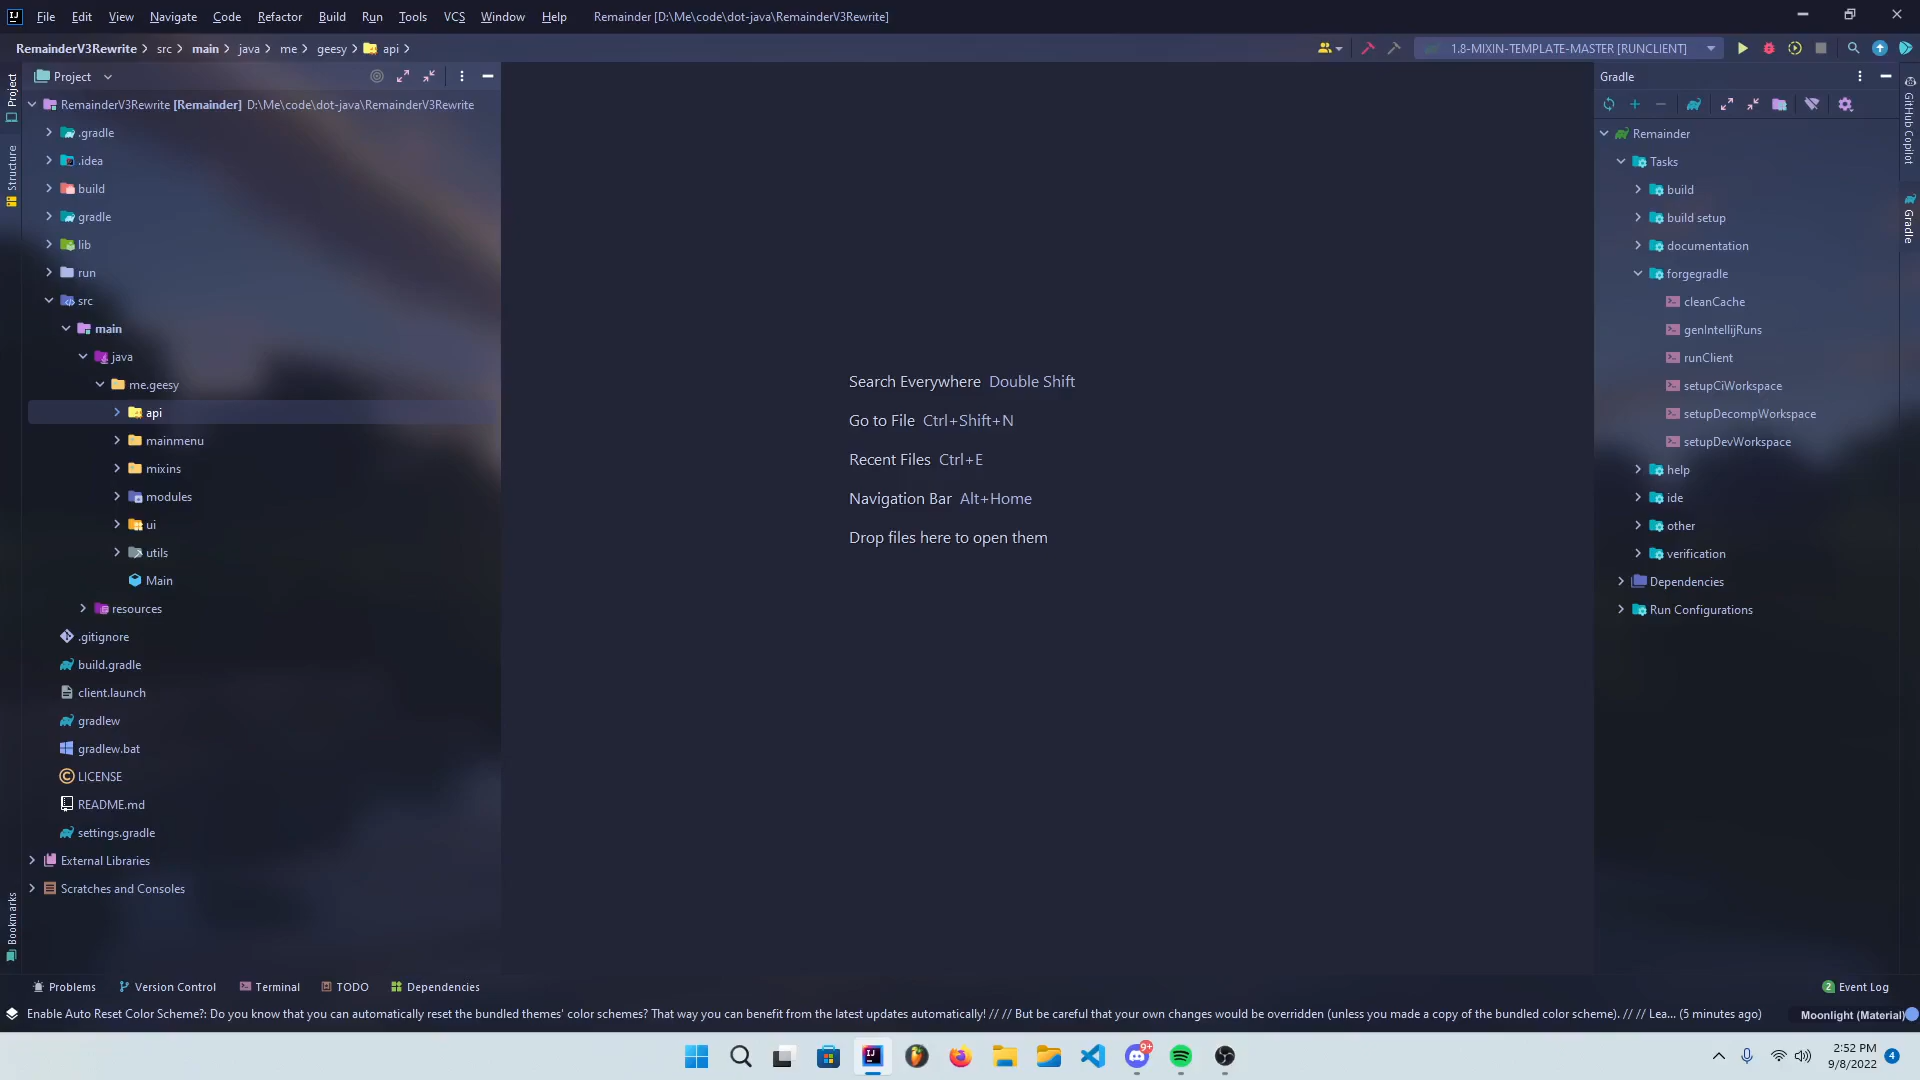 File Edit View Navigate Code Refactor Build Run Tools VCS Window Help Remainder [D:\Me\code\dot-java\RemainderV3Rewrite]
RemainderV3Rewrite src main java me geesy api 1.8-MIXIN-TEMPLATE-MASTER [RUNCLIENT]
Project
RemainderV3Rewrite [Remainder] D:\Me\code\dot-java\RemainderV3Rewrite
.gradle
.idea
build
gradle
lib
run
src
main
java
me.geesy
api
mainmenu
mixins
modules
ui
utils
Main
resources
.gitignore
build.gradle
client.launch
gradlew
gradlew.bat
LICENSE
README.md
settings.gradle
External Libraries
Scratches and Consoles
Project
Structure
Bookmarks
Search Everywhere Double Shift
Go to File Ctrl+Shift+N
Recent Files Ctrl+E
Navigation Bar Alt+Home
Drop files here to open them
Gradle
Remainder
Tasks
build
build setup
documentation
forgegradle
cleanCache
genIntellijRuns
runClient
setupCiWorkspace
setupDecompWorkspace
setupDevWorkspace
help
ide
other
verification
Dependencies
Run Configurations
GitHub Copilot
Gradle
Problems Version Control Terminal TODO Dependencies 2 Event Log
Enable Auto Reset Color Scheme?: Do you know that you can automatically reset the bundled themes' color schemes? That way you can benefit from the latest updates automatically! // // But be careful that your own changes would be overridden (unless you made a copy of the bundled color scheme). // // Lea... (5 minutes ago) Moonlight (Material)
9+
2:52 PM
9/8/2022
4